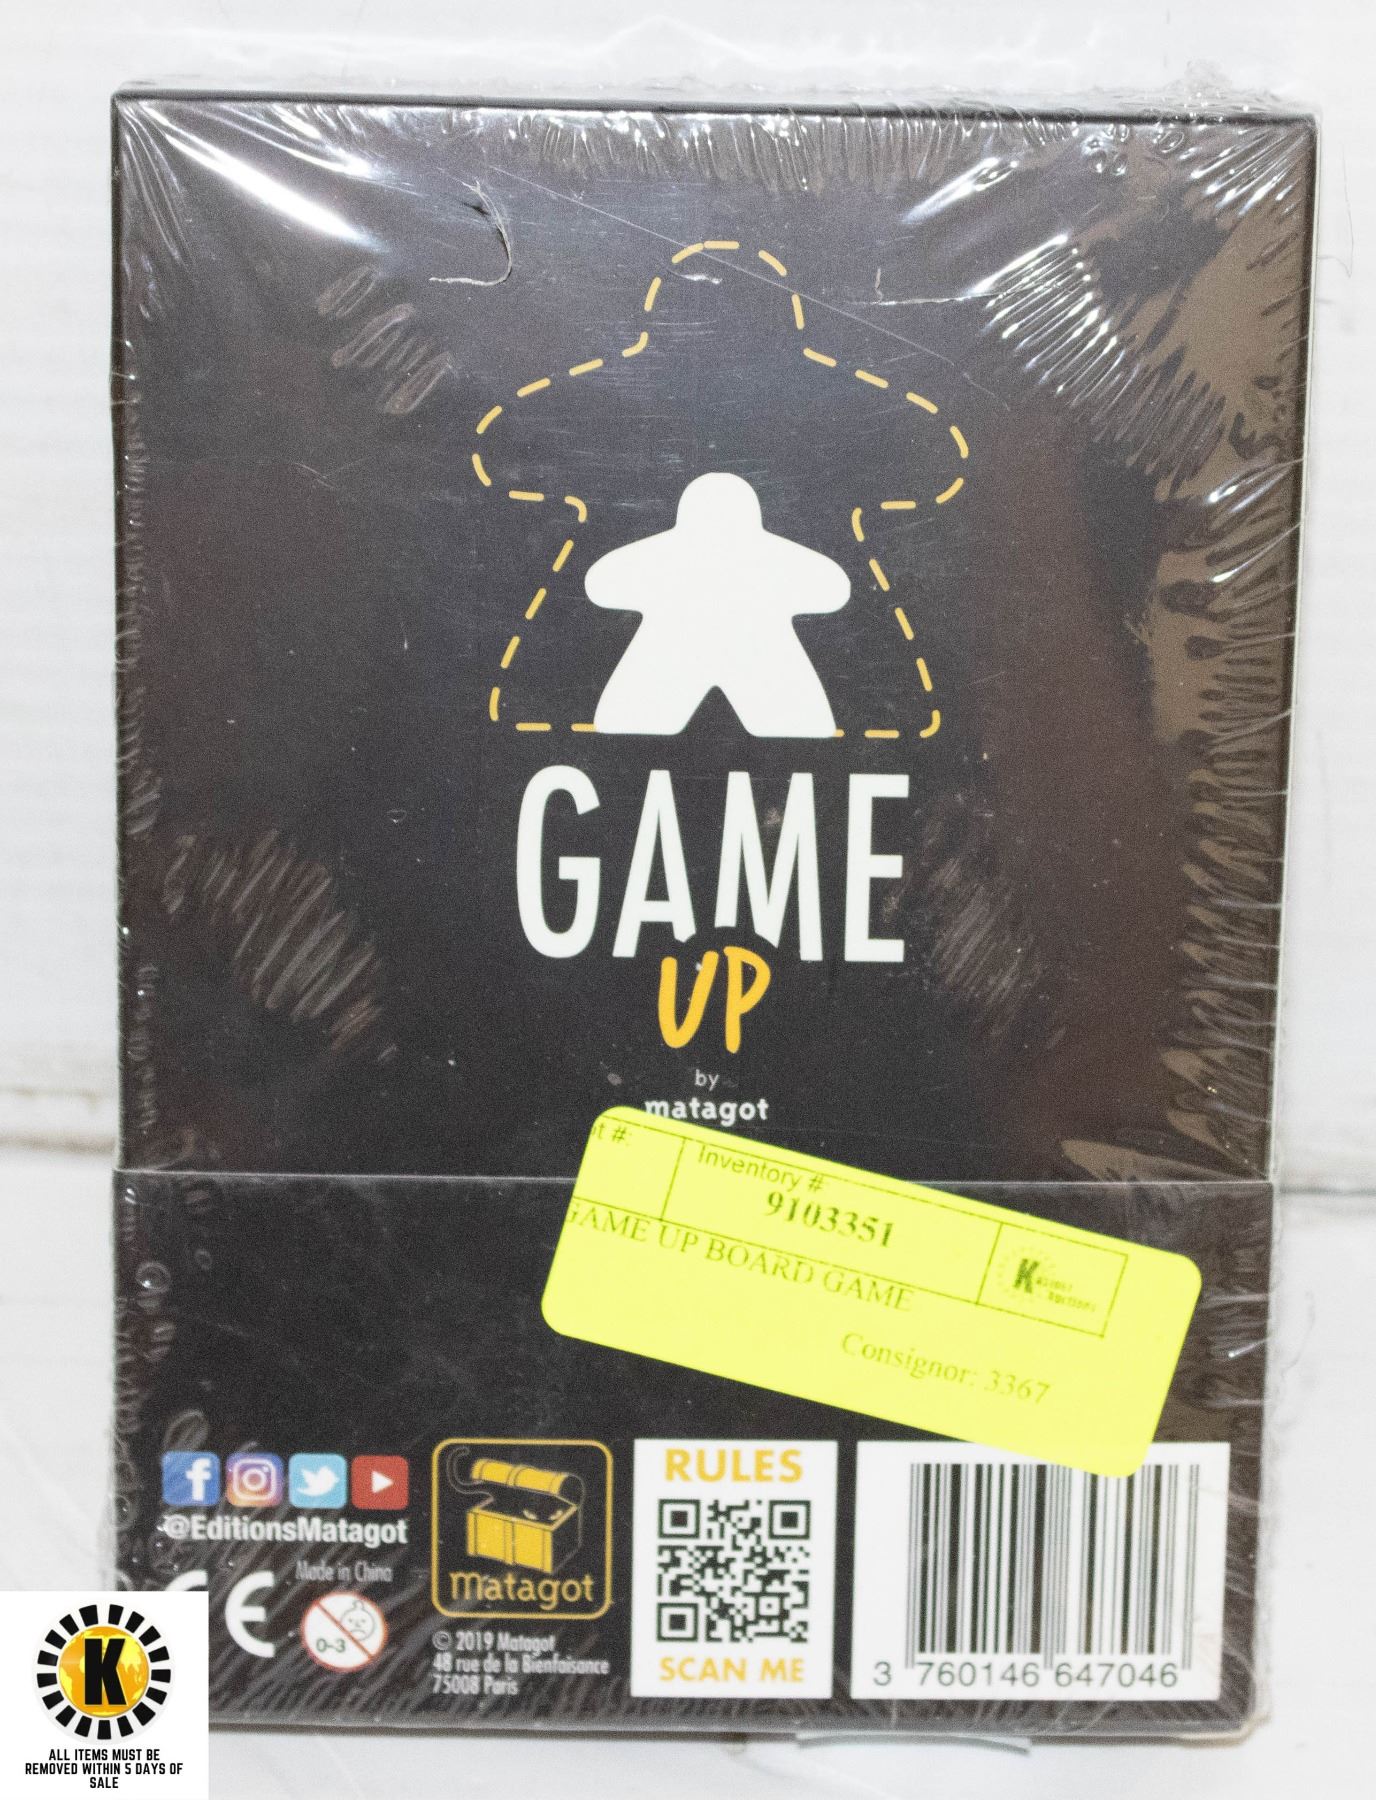 GAME
UP
by
matagot
t #:
Inventory #
9103351
GAME UP BOARD GAME
Consignor: 3367
@EditionsMatagot
Made in China
CE
0-3
matagot
© 2019 Matagot
48 rue de la Bienfaisance
75008 Paris
RULES
SCAN ME
3 760146 647046
K
ALL ITEMS MUST BE
REMOVED WITHIN 5 DAYS OF
SALE